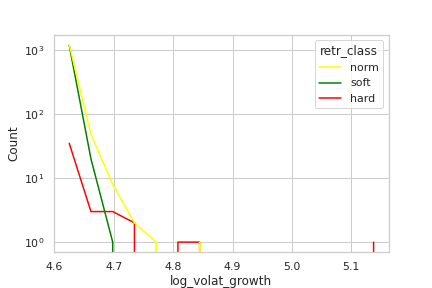 retr_class
norm
soft
hard
10³
10²
10¹
10⁰
Count
4.6 4.7 4.8 4.9 5.0 5.1
log_volat_growth